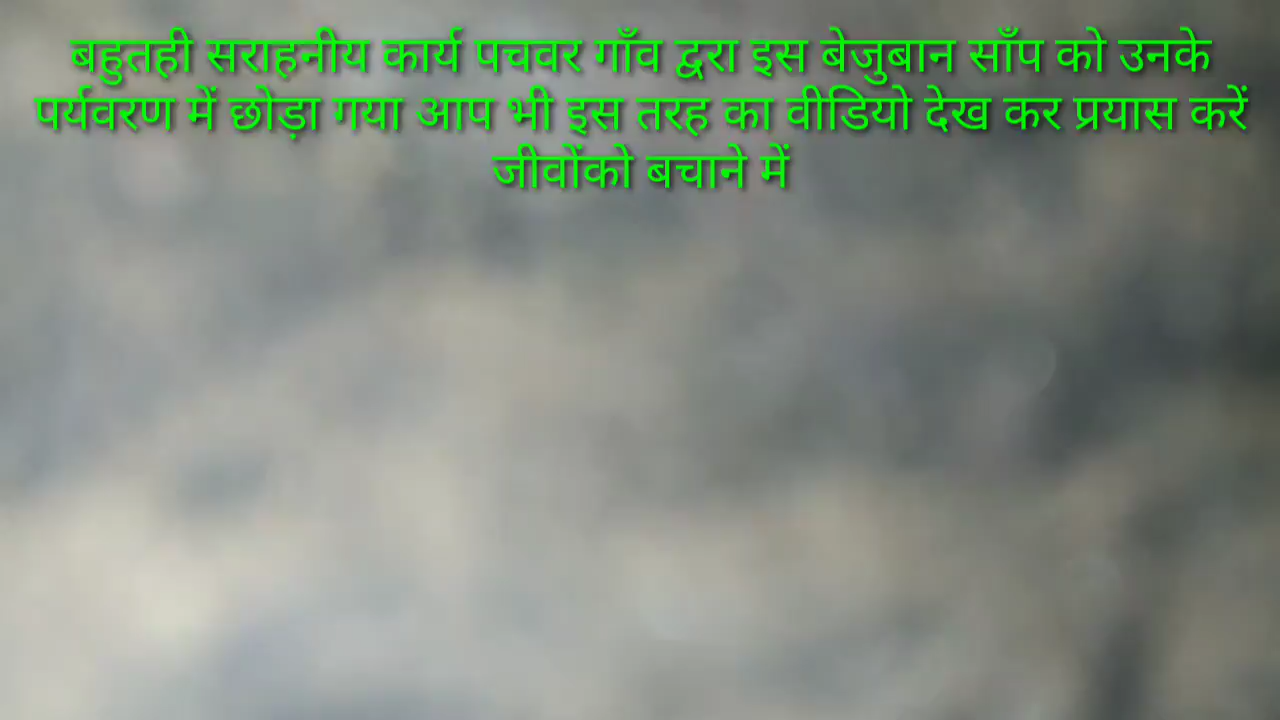 बहुतही सराहनीय कार्य पचवर गाँव द्वरा इस बेजुबान साँप को उनके
पर्यवरण में छोड़ा गया आप भी इस तरह का वीडियो देख कर प्रयास करें
जीवोंको बचाने में